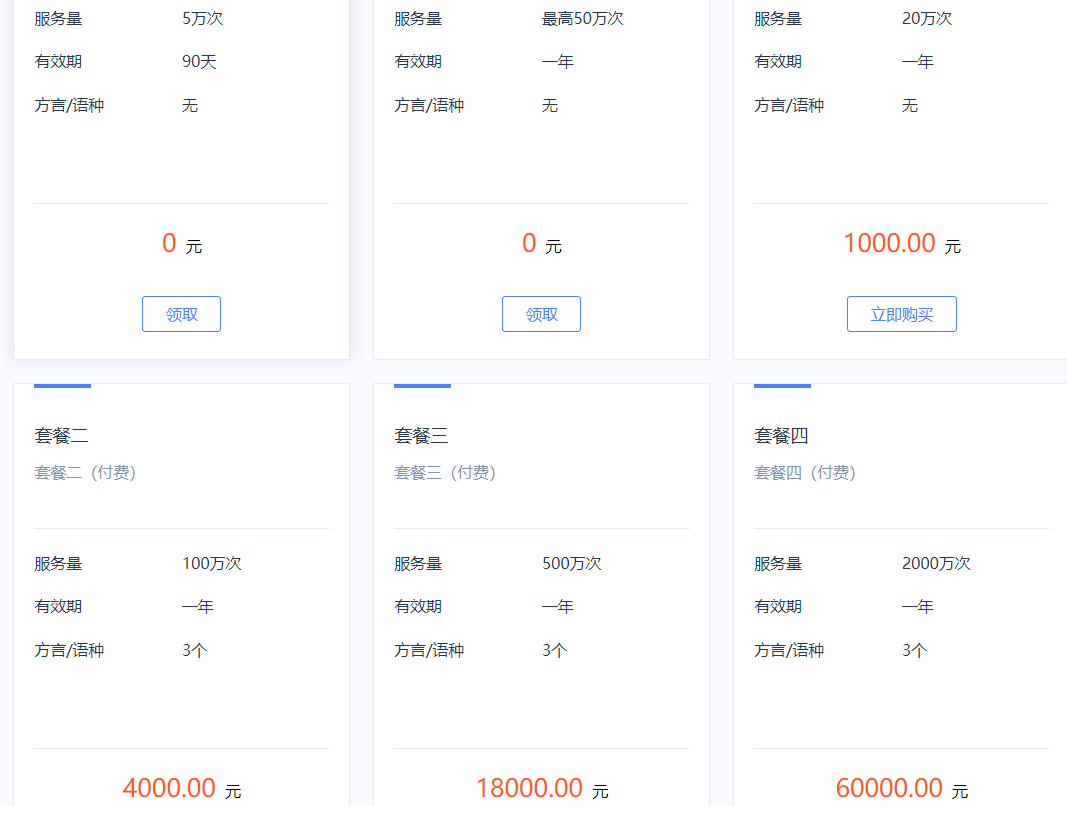 服务量 5万次
有效期 90天
方言/语种 无
0 元
领取
服务量 最高50万次
有效期 一年
方言/语种 无
0 元
领取
服务量 20万次
有效期 一年
方言/语种 无
1000.00 元
立即购买
套餐二
套餐二（付费）
服务量 100万次
有效期 一年
方言/语种 3个
4000.00 元
套餐三
套餐三（付费）
服务量 500万次
有效期 一年
方言/语种 3个
18000.00 元
套餐四
套餐四（付费）
服务量 2000万次
有效期 一年
方言/语种 3个
60000.00 元